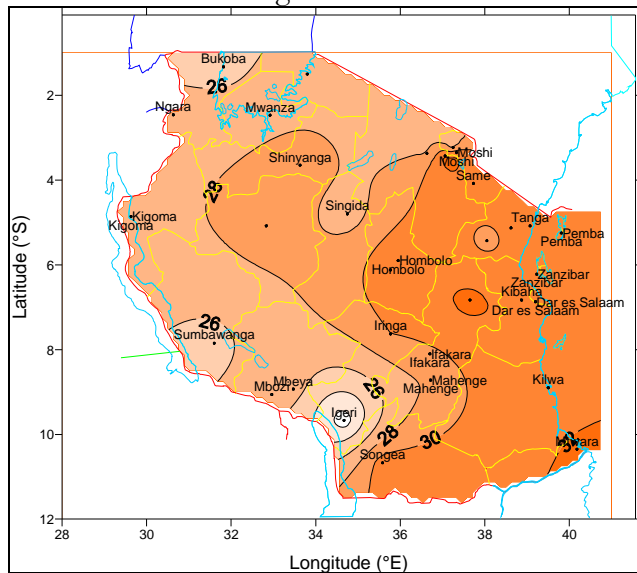 Bukoba
26
2
Ngara
Mwanza
Shinyanga
Moshi
Moshi
Same
28
4
Singida
Kigoma
Kigoma
Tanga
Pemba
Pemba
Hombolo
Hombolo
6
Zanzibar
Zanzibar
Kibaha
Dar es Salaam
Dar es Salaam
Latitude (°S)
26
Sumbawanga
Iringa
8
Ifakara
Ifakara
Mbeya
Mbozi
26
Mahenge
Mahenge
Kilwa
Igeri
28
30
10
Songea
Mtwara
30
12
28
30
32
34
36
38
40
Longitude (°E)